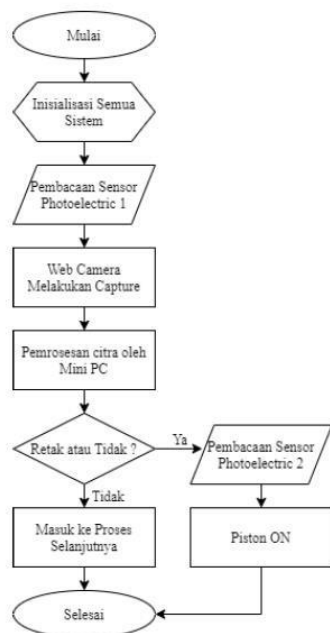 Mulai
Inisialisasi Semua
Sistem
Pembacaan Sensor
Photoelectric 1
Web Camera
Melakukan Capture
Pemrosesan citra oleh
Mini PC
Retak atau Tidak ?
Ya
Pembacaan Sensor
Photoelectric 2
Tidak
Masuk ke Proses
Selanjutnya
Piston ON
Selesai